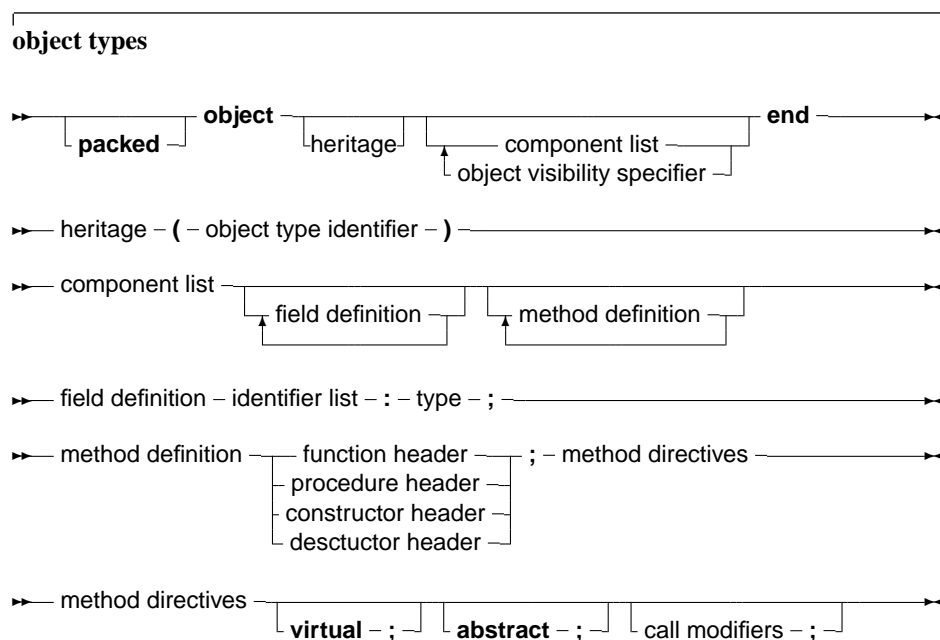 object types
packed object heritage component list end
object visibility specifier
heritage ( object type identifier )
component list field definition method definition
field definition identifier list : type ;
method definition function header ; method directives
procedure header
constructor header
desctuctor header
method directives virtual ; abstract ; call modifiers ;